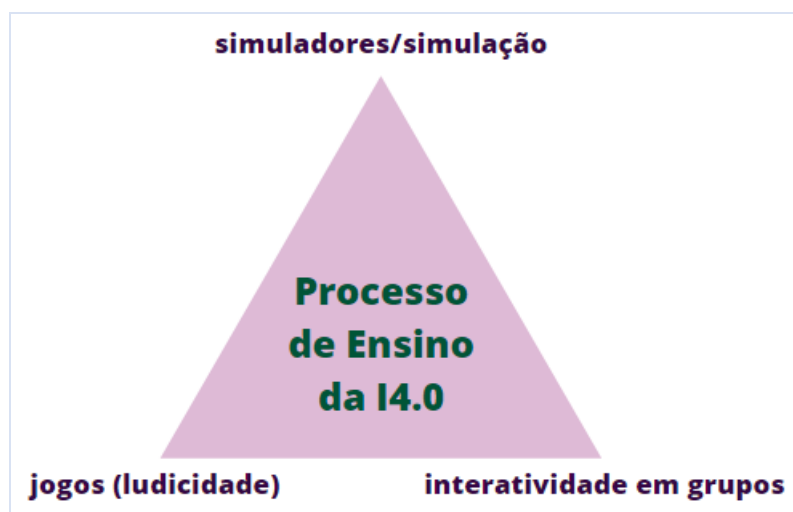 simuladores/simulação
Processo
de Ensino
da I4.0
jogos (ludicidade)
interatividade em grupos